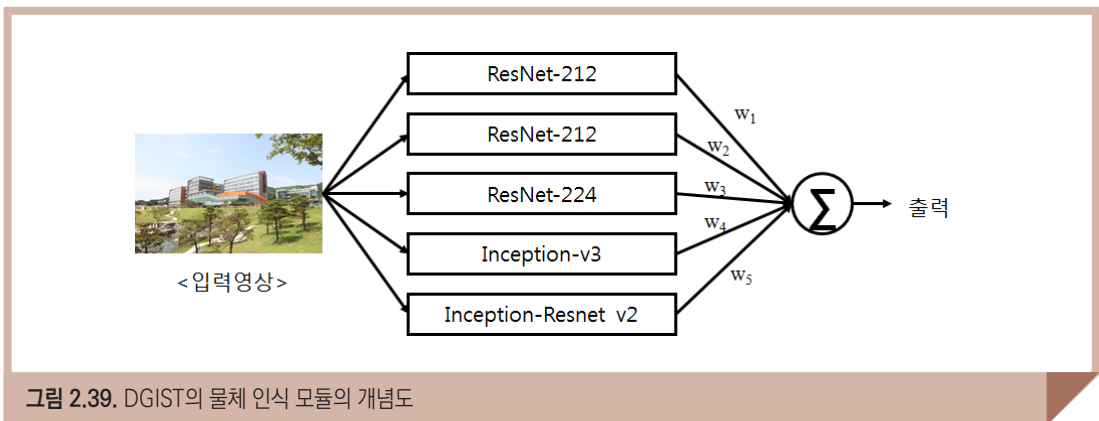 ResNet-212
ResNet-212
ResNet-224
Inception-v3
Inception-Resnet v2
w1
w2
w3
w4
w5
Σ
출력
<입력영상>
그림 2.39. DGIST의 물체 인식 모듈의 개념도